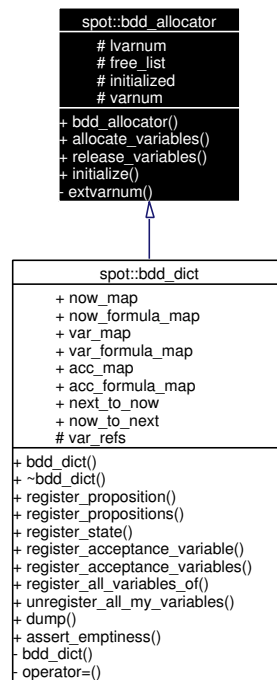 spot::bdd_allocator
# lvarnum
# free_list
# initialized
# varnum
+ bdd_allocator()
+ allocate_variables()
+ release_variables()
+ initialize()
- extvarnum()
spot::bdd_dict
+ now_map
+ now_formula_map
+ var_map
+ var_formula_map
+ acc_map
+ acc_formula_map
+ next_to_now
+ now_to_next
# var_refs
+ bdd_dict()
+ ~bdd_dict()
+ register_proposition()
+ register_propositions()
+ register_state()
+ register_acceptance_variable()
+ register_acceptance_variables()
+ register_all_variables_of()
+ unregister_all_my_variables()
+ dump()
+ assert_emptiness()
- bdd_dict()
- operator=()